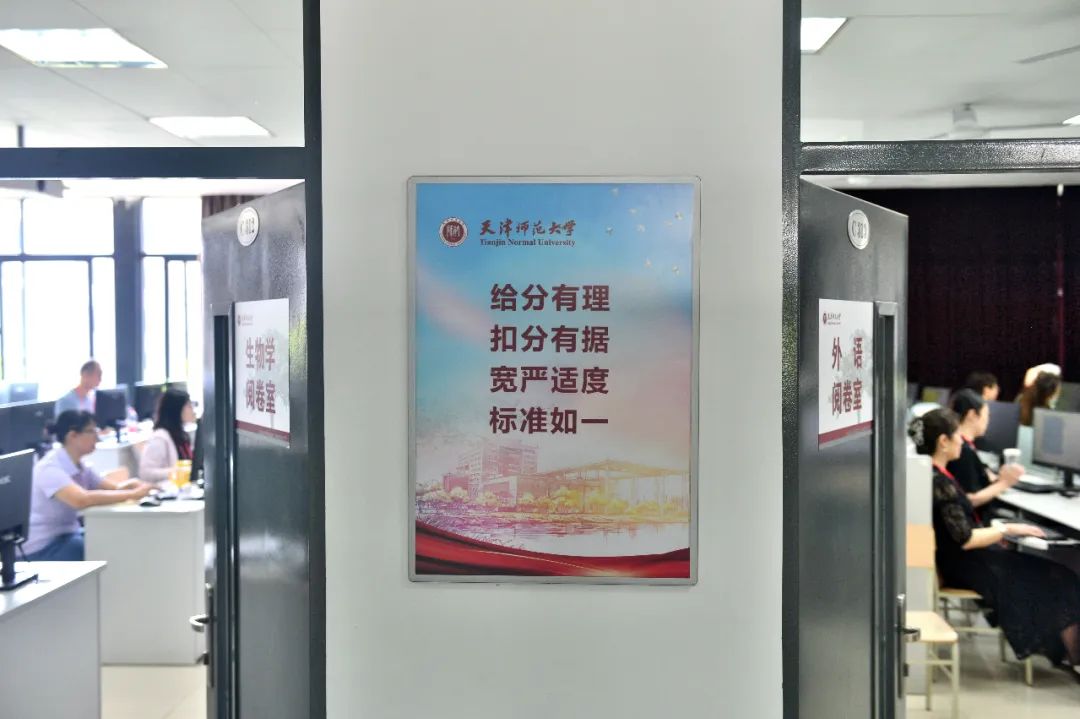 天津师范大学
Tianjin Normal University
给分有理
扣分有据
宽严适度
标准如一
生物学
阅卷室
外 语
阅卷室